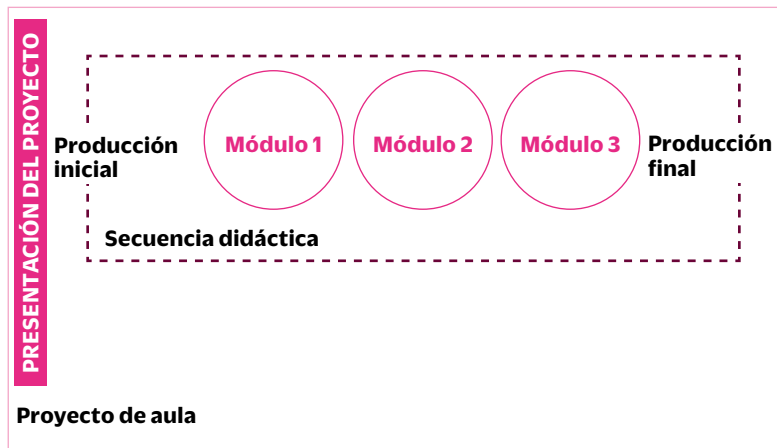 PRESENTACIÓN DEL PROYECTO
Producción
inicial
Módulo 1
Módulo 2
Módulo 3
Producción
final
Secuencia didáctica
Proyecto de aula